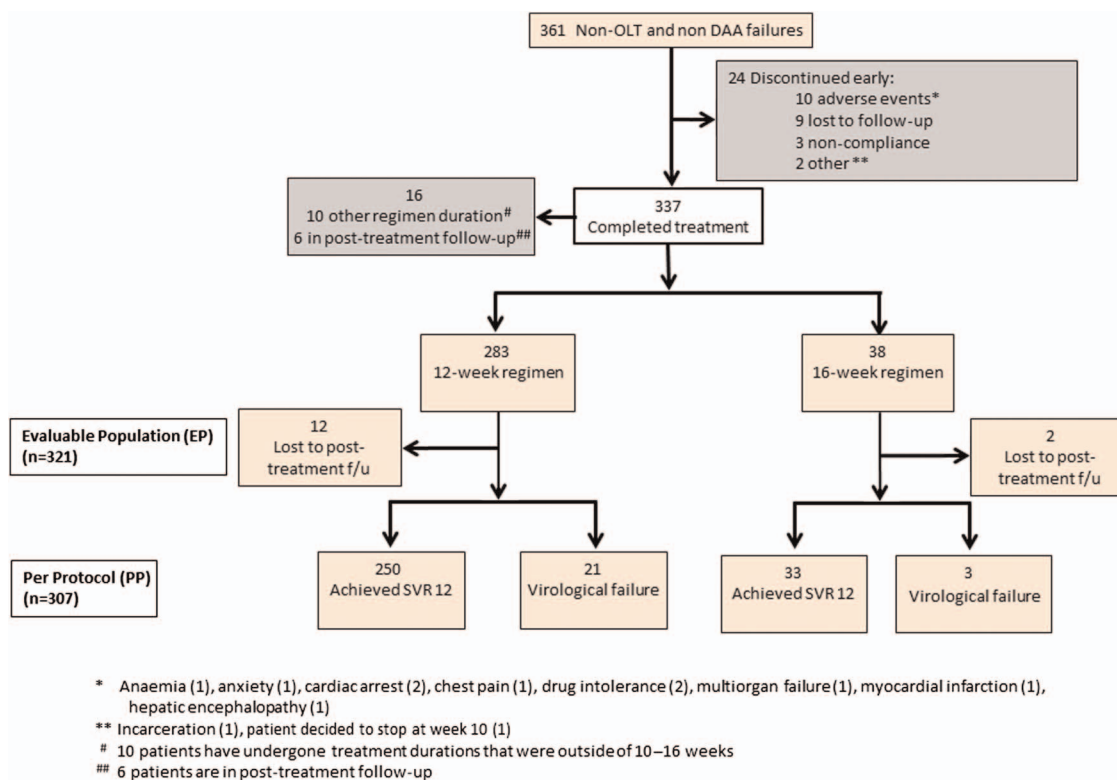 361 Non-OLT and non DAA failures
24 Discontinued early:
10 adverse events*
9 lost to follow-up
3 non-compliance
2 other**
16
10 other regimen duration#
6 in post-treatment follow-up##
337
Completed treatment
283
12-week regimen
38
16-week regimen
Evaluable Population (EP)
(n=321)
12
Lost to post-
treatment f/u
2
Lost to post-
treatment f/u
Per Protocol (PP)
(n=307)
250
Achieved SVR 12
21
Virological failure
33
Achieved SVR 12
3
Virological failure
* Anaemia (1), anxiety (1), cardiac arrest (2), chest pain (1), drug intolerance (2), multiorgan failure (1), myocardial infarction (1),
hepatic encephalopathy (1)
** Incarceration (1), patient decided to stop at week 10 (1)
# 10 patients have undergone treatment durations that were outside of 10–16 weeks
## 6 patients are in post-treatment follow-up